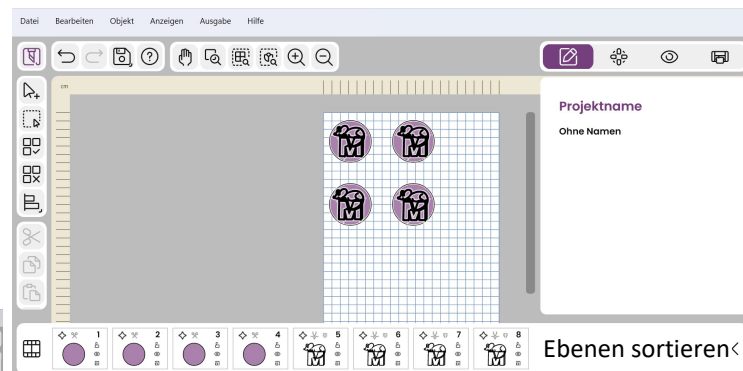 Datei Bearbeiten Objekt Anzeigen Ausgabe Hilfe
cm
Projektname
Ohne Namen
1 2 3 4 5 6 7 8
Ebenen sortieren<